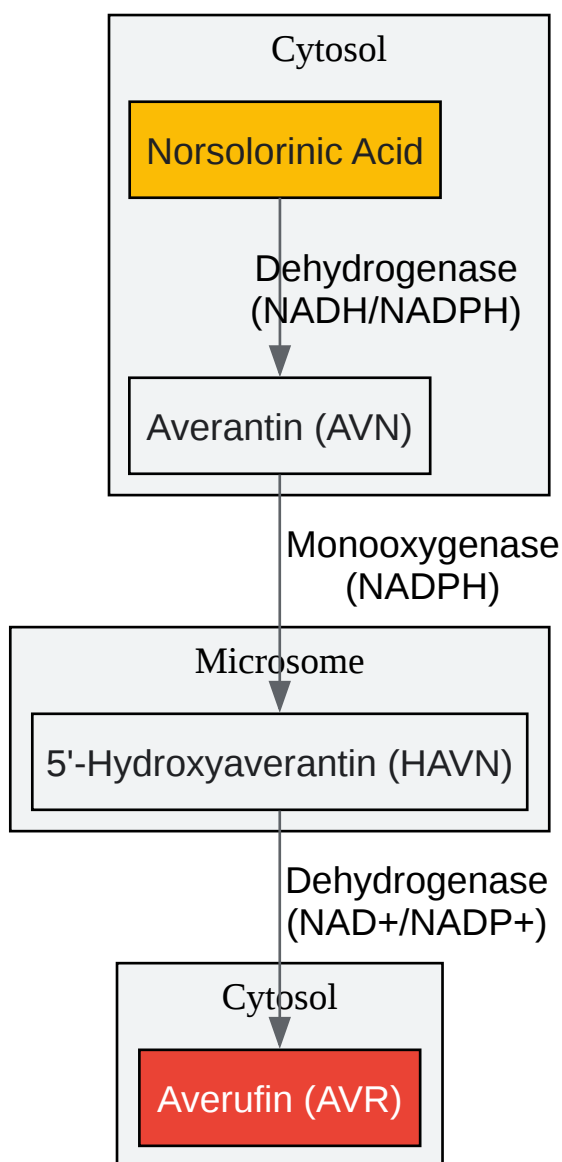 Cytosol
Norsolorinic Acid
Dehydrogenase
(NADH/NADPH)
Averantin (AVN)
Monooxygenase
(NADPH)
Microsome
5'-Hydroxyaverantin (HAVN)
Dehydrogenase
(NAD+/NADP+)
Cytosol
Averufin (AVR)